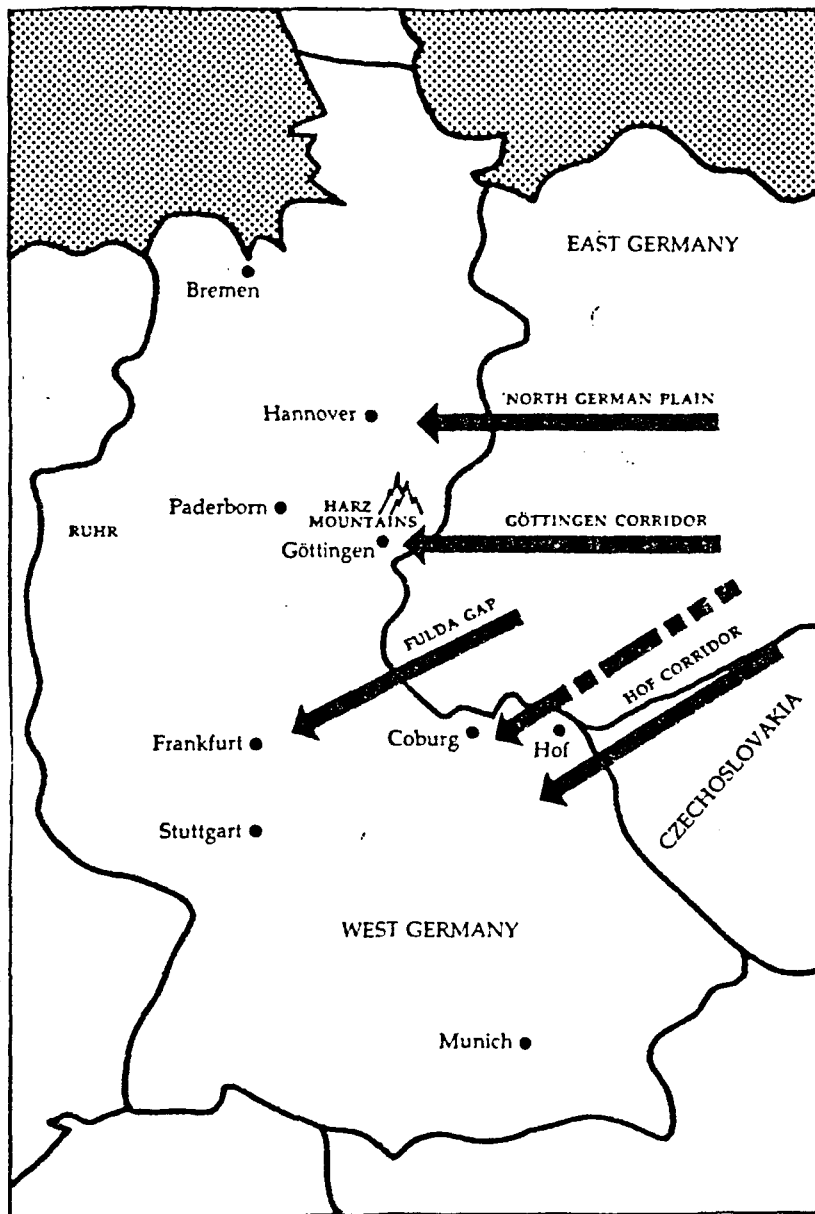 EAST GERMANY
Bremen
NORTH GERMAN PLAIN
Hannover
Paderborn
HARZ
MOUNTAINS
GÖTTINGEN CORRIDOR
RUHR
Göttingen
FULDA GAP
HOF CORRIDOR
Frankfurt
Coburg
Hof
CZECHOSLOVAKIA
Stuttgart
WEST GERMANY
Munich